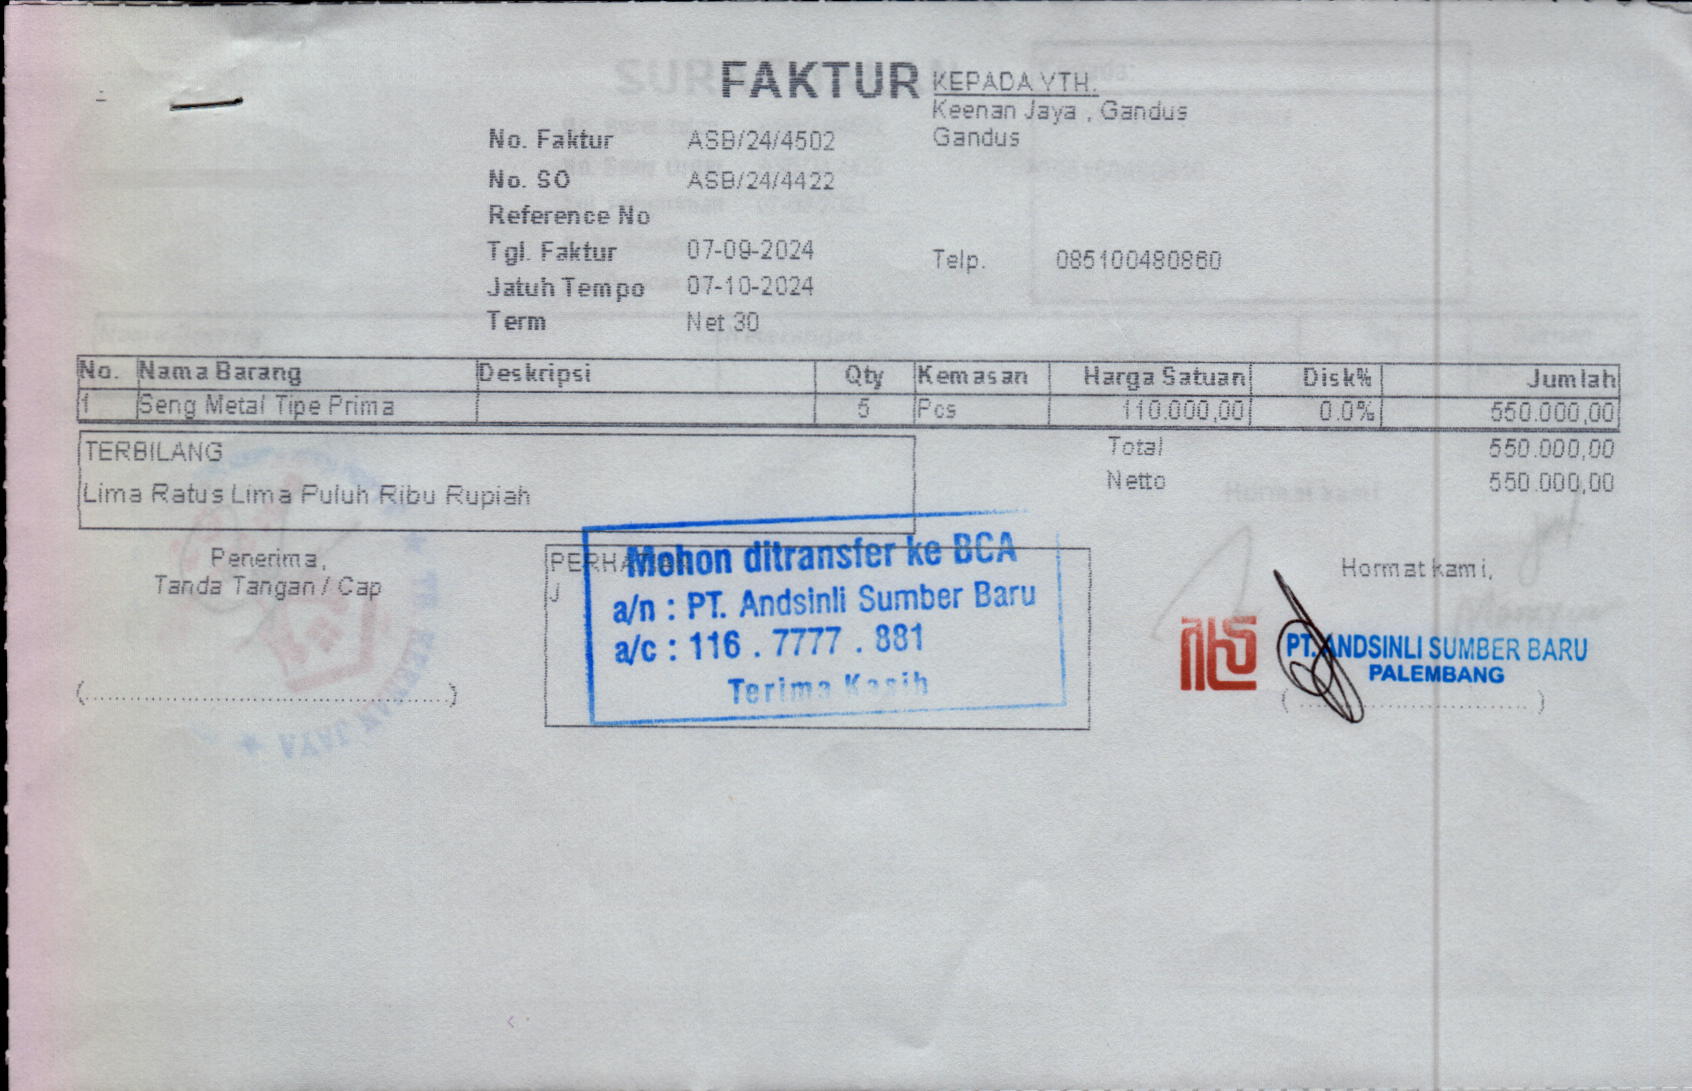 FAKTUR
KEPADA YTH.
Keenan Jaya , Gandus
Gandus
No. Faktur ASB/24/4502
No. SO ASB/24/4422
Reference No
Tgl. Faktur 07-09-2024
Telp. 085100480860
Jatuh Tempo 07-10-2024
Term Net 30
No. Nama Barang Deskripsi Qty Kemasan Harga Satuan Disk% Jumlah
1 Seng Metal Tipe Prima 5 Pcs 110.000,00 0.0% 550.000,00
TERBILANG
Total 550.000,00
Lima Ratus Lima Puluh Ribu Rupiah
Netto 550.000,00
Penerima,
Tanda Tangan / Cap
Mohon ditransfer ke BCA
a/n : PT. Andsinli Sumber Baru
a/c : 116 . 7777 . 881
Terima Kasih
Hormat kami,
PT. ANDSINLI SUMBER BARU
PALEMBANG